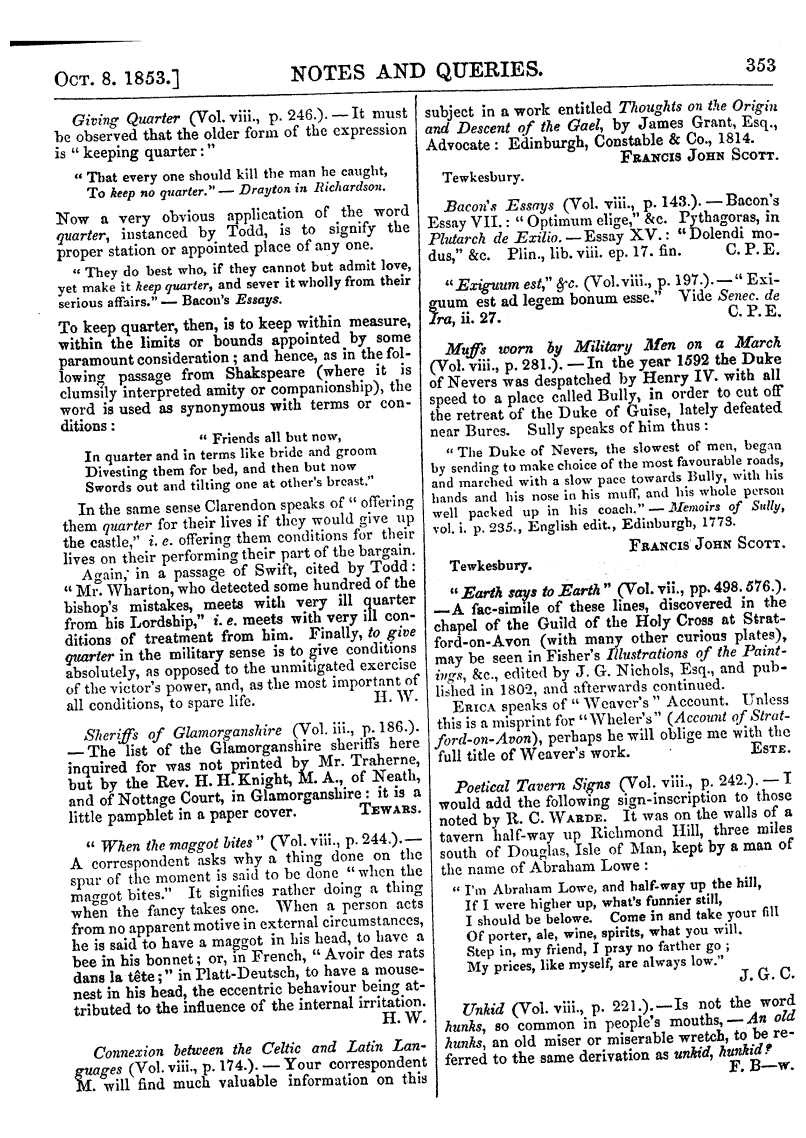 OCT. 8. 1853.]
NOTES AND QUERIES.
353
Giving Quarter (Vol. viii., p. 246.). — It must
be observed that the older form of the expression
is " keeping quarter : "
" That every one should kill the man he caught,
To keep no quarter." — Drayton in Richardson.
Now a very obvious application of the word
quarter, instanced by Todd, is to signify the
proper station or appointed place of any one.
" They do best who, if they cannot but admit love,
yet make it keep quarter, and sever it wholly from their
serious affairs." — Bacon's Essays.
To keep quarter, then, is to keep within measure,
within the limits or bounds appointed by some
paramount consideration ; and hence, as in the fol-
lowing passage from Shakspeare (where it is
clumsily interpreted amity or companionship), the
word is used as synonymous with terms or con-
ditions :
" Friends all but now,
In quarter and in terms like bride and groom
Divesting them for bed, and then but now
Swords out and tilting one at other's breast."
In the same sense Clarendon speaks of " offering
them quarter for their lives if they would give up
the castle," i. e. offering them conditions for their
lives on their performing their part of the bargain.
Again, in a passage of Swift, cited by Todd :
" Mr. Wharton, who detected some hundred of the
bishop's mistakes, meets with very ill quarter
from his Lordship," i. e. meets with very ill con-
ditions of treatment from him. Finally, to give
quarter in the military sense is to give conditions
absolutely, as opposed to the unmitigated exercise
of the victor's power, and, as the most important of
all conditions, to spare life. H. W.
Sheriffs of Glamorganshire (Vol. iii., p. 186.).
— The list of the Glamorganshire sheriffs here
inquired for was not printed by Mr. Traherne,
but by the Rev. H. H. Knight, M. A., of Neath,
and of Nottage Court, in Glamorganshire : it is a
little pamphlet in a paper cover. TEWARS.
" When the maggot bites " (Vol. viii., p. 244.). —
A correspondent asks why a thing done on the
spur of the moment is said to be done " when the
maggot bites." It signifies rather doing a thing
when the fancy takes one. When a person acts
from no apparent motive in external circumstances,
he is said to have a maggot in his head, to have a
bee in his bonnet ; or, in French, " Avoir des rats
dans la tête ; " in Platt-Deutsch, to have a mouse-
nest in his head, the eccentric behaviour being at-
tributed to the influence of the internal irritation.
H. W.
Connexion between the Celtic and Latin Lan-
guages (Vol. viii., p. 174.). — Your correspondent
M. will find much valuable information on this
subject in a work entitled Thoughts on the Origin
and Descent of the Gael, by James Grant, Esq.,
Advocate : Edinburgh, Constable & Co., 1814.
FRANCIS JOHN SCOTT.
Tewkesbury.
Bacon's Essays (Vol. viii., p. 143.). — Bacon's
Essay VII. : " Optimum elige," &c. Pythagoras, in
Plutarch de Exilio. — Essay XV. : " Dolendi mo-
dus," &c. Plin., lib. viii. ep. 17. fin. C. P. E.
" Exiguum est," &c. (Vol. viii., p. 197.). — " Exi-
guum est ad legem bonum esse." Vide Senec. de
Ira, ii. 27. C. P. E.
Muffs worn by Military Men on a March
(Vol. viii., p. 281.). — In the year 1592 the Duke
of Nevers was despatched by Henry IV. with all
speed to a place called Bully, in order to cut off
the retreat of the Duke of Guise, lately defeated
near Bures. Sully speaks of him thus :
" The Duke of Nevers, the slowest of men, began
by sending to make choice of the most favourable roads,
and marched with a slow pace towards Bully, with his
hands and his nose in his muff, and his whole person
well packed up in his coach." — Memoirs of Sully,
vol. i. p. 235., English edit., Edinburgh, 1773.
FRANCIS JOHN SCOTT.
Tewkesbury.
" Earth says to Earth " (Vol. vii., pp. 498. 576.).
— A fac-simile of these lines, discovered in the
chapel of the Guild of the Holy Cross at Strat-
ford-on-Avon (with many other curious plates),
may be seen in Fisher's Illustrations of the Paint-
ings, &c., edited by J. G. Nichols, Esq., and pub-
lished in 1802, and afterwards continued.
ERICA speaks of " Weaver's " Account. Unless
this is a misprint for " Wheler's " (Account of Strat-
ford-on-Avon), perhaps he will oblige me with the
full title of Weaver's work. ESTE.
Poetical Tavern Signs (Vol. viii., p. 242.). — I
would add the following sign-inscription to those
noted by R. C. WARDE. It was on the walls of a
tavern half-way up Richmond Hill, three miles
south of Douglas, Isle of Man, kept by a man of
the name of Abraham Lowe :
" I'm Abraham Lowe, and half-way up the hill,
If I were higher up, what's funnier still,
I should be belowe. Come in and take your fill
Of porter, ale, wine, spirits, what you will.
Step in, my friend, I pray no farther go ;
My prices, like myself, are always low."
J. G. C.
Unkid (Vol. viii., p. 221.). — Is not the word
hunks, so common in people's mouths, — An old
hunks, an old miser or miserable wretch, to be re-
ferred to the same derivation as unkid, hunkid?
F. B—w.